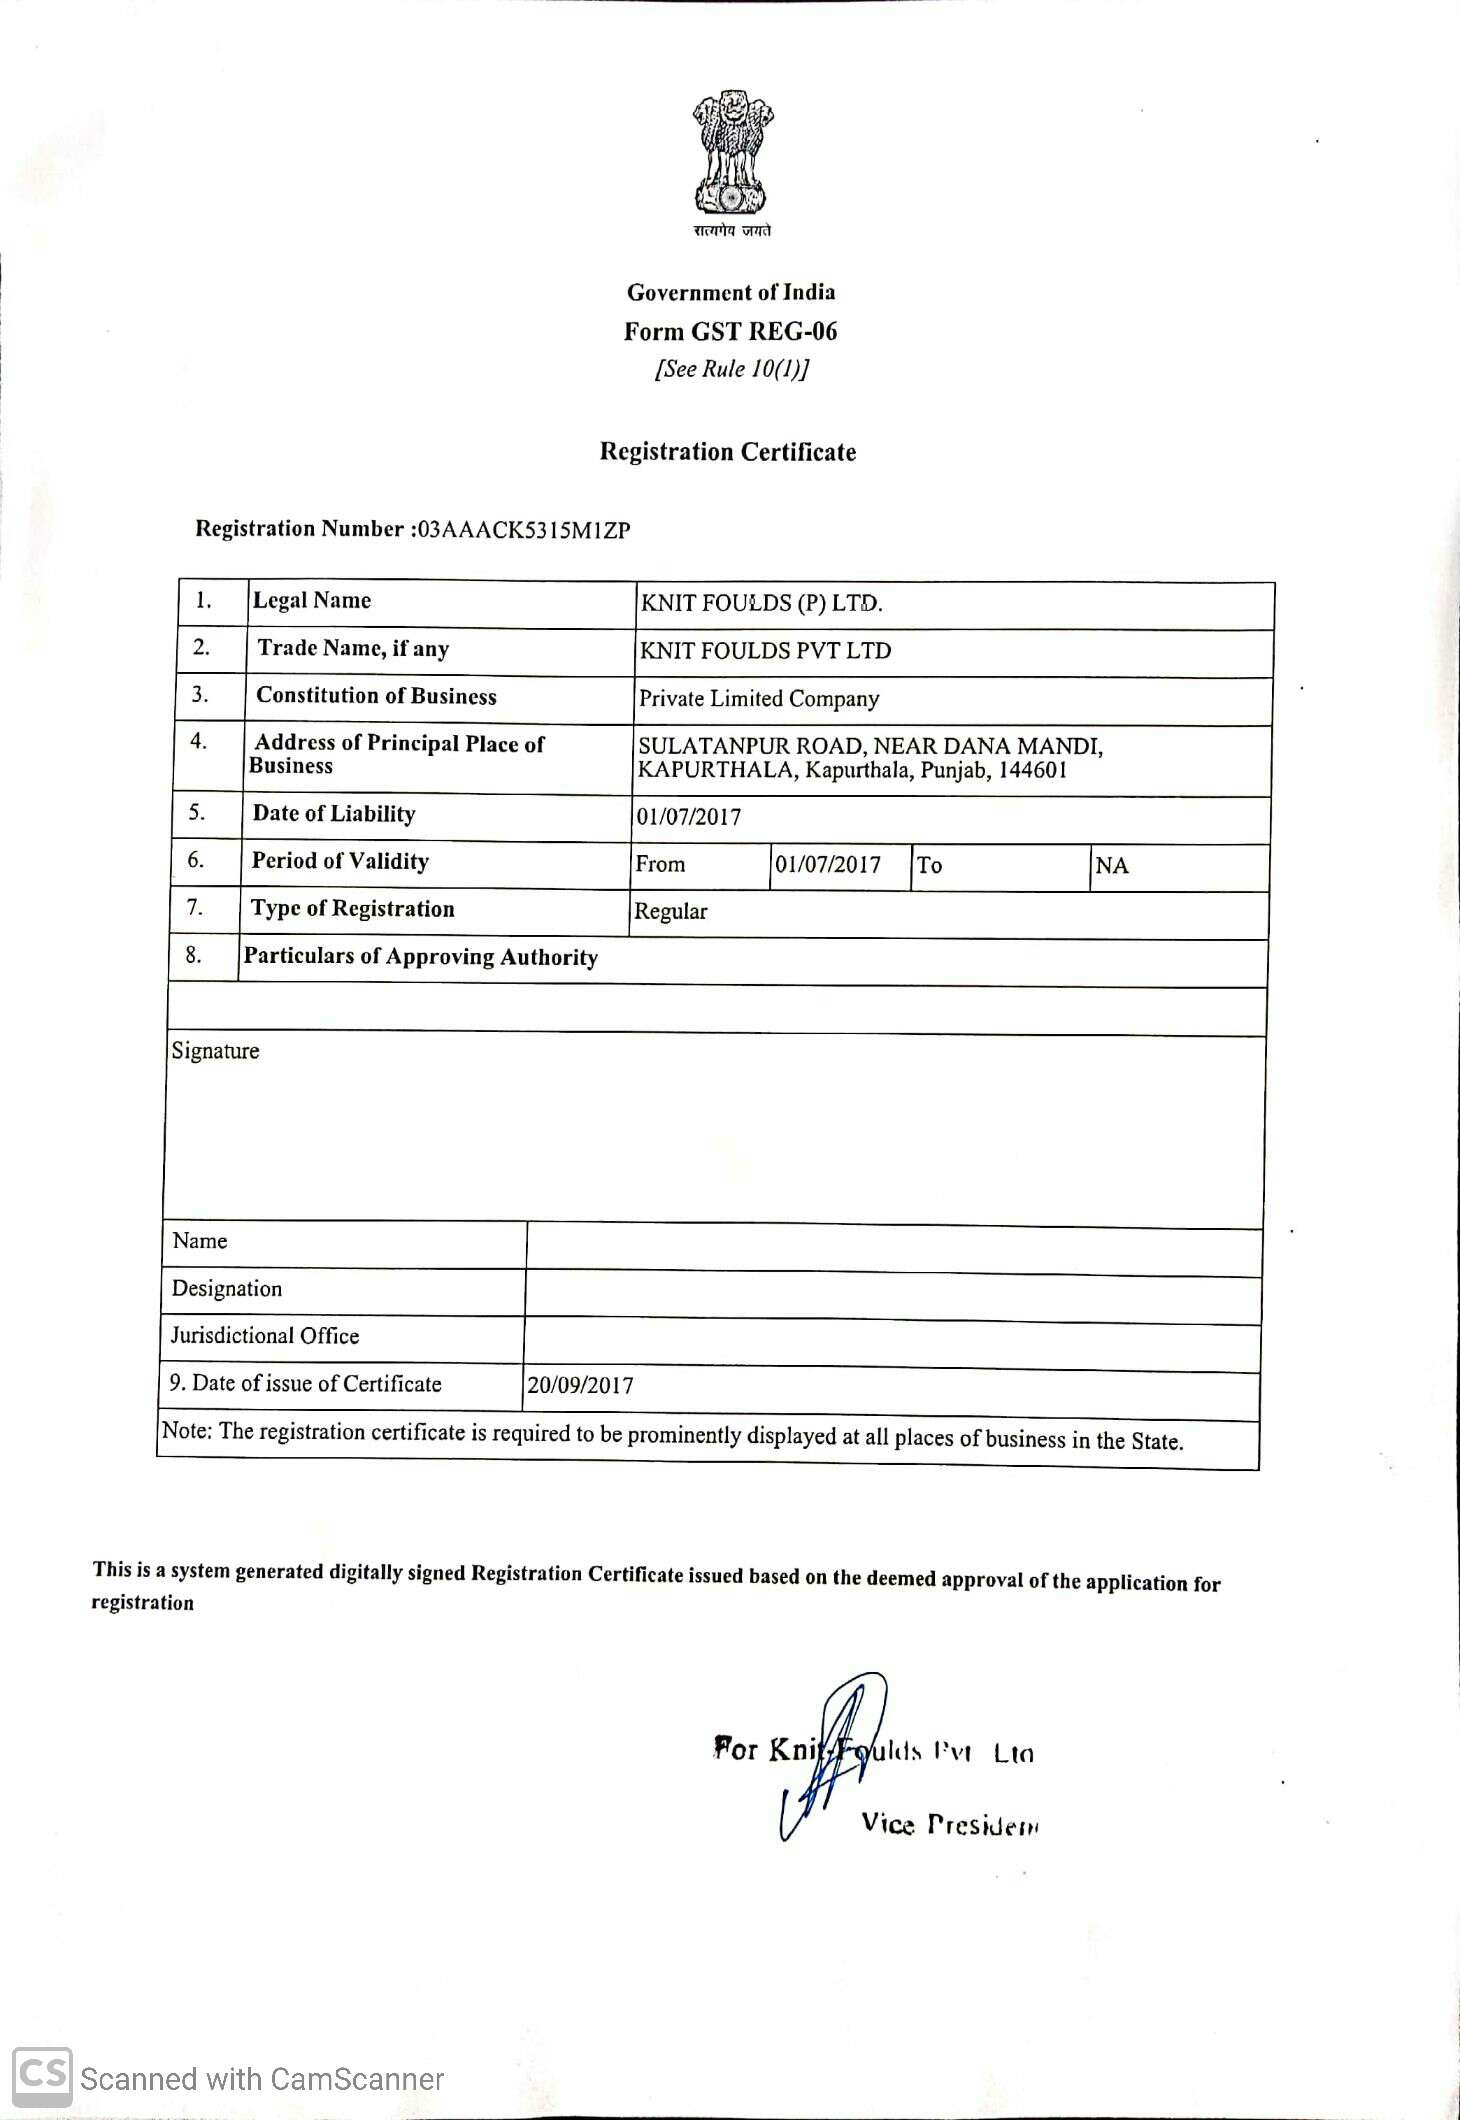 सत्यमेव जयते
Government of India
Form GST REG-06
[See Rule 10(1)]
Registration Certificate
Registration Number :03AAACK5315M1ZP
1. Legal Name KNIT FOULDS (P) LTD.
2. Trade Name, if any KNIT FOULDS PVT LTD
3. Constitution of Business Private Limited Company
4. Address of Principal Place of SULATANPUR ROAD, NEAR DANA MANDI,
Business KAPURTHALA, Kapurthala, Punjab, 144601
5. Date of Liability 01/07/2017
6. Period of Validity From 01/07/2017 To NA
7. Type of Registration Regular
8. Particulars of Approving Authority
Signature
Name
Designation
Jurisdictional Office
9. Date of issue of Certificate 20/09/2017
Note: The registration certificate is required to be prominently displayed at all places of business in the State.
This is a system generated digitally signed Registration Certificate issued based on the deemed approval of the application for
registration
For Knit-Foulds Pvt Ltd
Vice President
CS Scanned with CamScanner